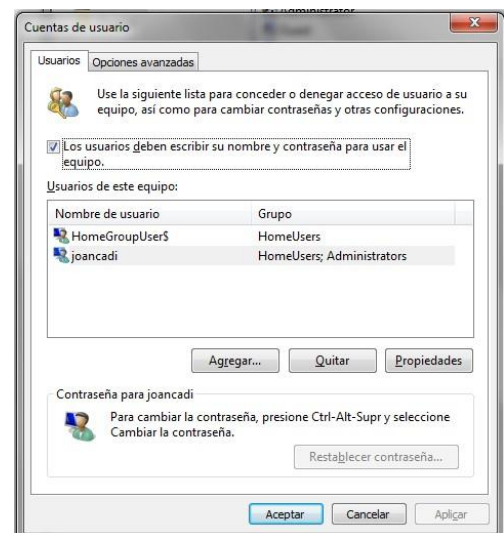 Administrator
Cuentas de usuario
Usuarios Opciones avanzadas
Use la siguiente lista para conceder o denegar acceso de usuario a su
equipo, así como para cambiar contraseñas y otras configuraciones.
Los usuarios deben escribir su nombre y contraseña para usar el
equipo.
Usuarios de este equipo:
Nombre de usuario Grupo
HomeGroupUser$ HomeUsers
joancadi HomeUsers; Administrators
Agregar... Quitar Propiedades
Contraseña para joancadi
Para cambiar la contraseña, presione Ctrl-Alt-Supr y seleccione
Cambiar la contraseña.
Restablecer contraseña...
Aceptar Cancelar Aplicar